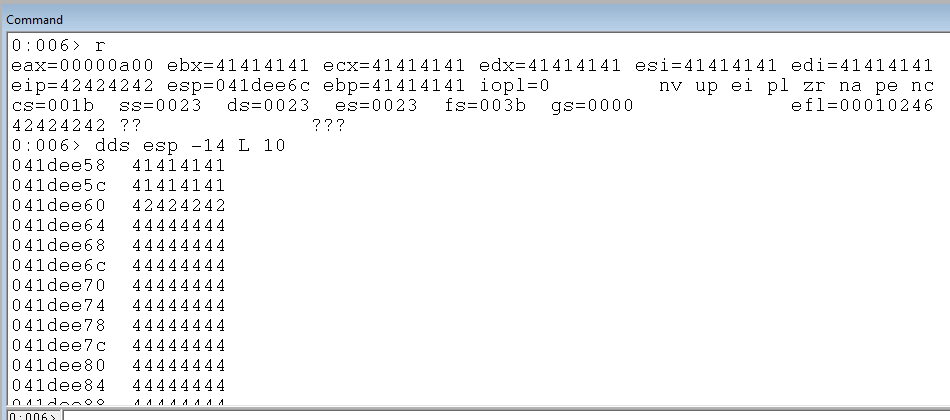 Command
0:006> r
eax=00000a00 ebx=41414141 ecx=41414141 edx=41414141 esi=41414141 edi=41414141
eip=42424242 esp=041dee6c ebp=41414141 iopl=0         nv up ei pl zr na pe nc
cs=001b  ss=0023  ds=0023  es=0023  fs=003b  gs=0000             efl=00010246
42424242 ??              ???
0:006> dds esp -14 L 10
041dee58  41414141
041dee5c  41414141
041dee60  42424242
041dee64  44444444
041dee68  44444444
041dee6c  44444444
041dee70  44444444
041dee74  44444444
041dee78  44444444
041dee7c  44444444
041dee80  44444444
041dee84  44444444
041dee88  44444444
0:006>